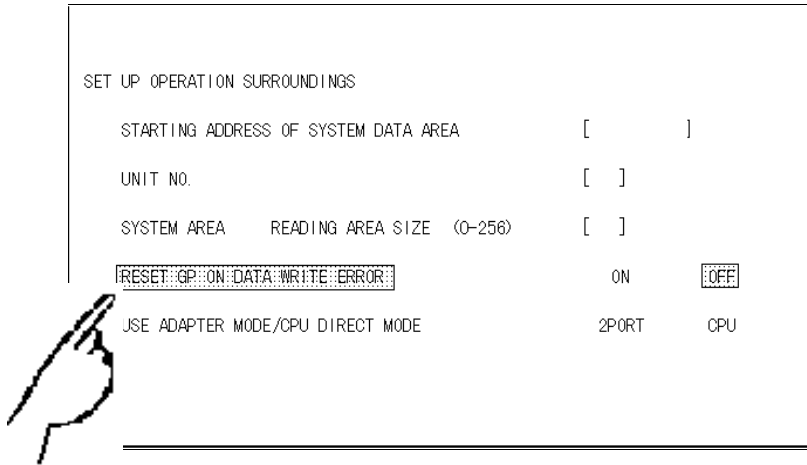 SET UP OPERATION SURROUNDINGS
STARTING ADDRESS OF SYSTEM DATA AREA [ ]
UNIT NO. [ ]
SYSTEM AREA READING AREA SIZE (0-256) [ ]
RESET GP ON DATA WRITE ERROR ON OFF
USE ADAPTER MODE/CPU DIRECT MODE 2PORT CPU